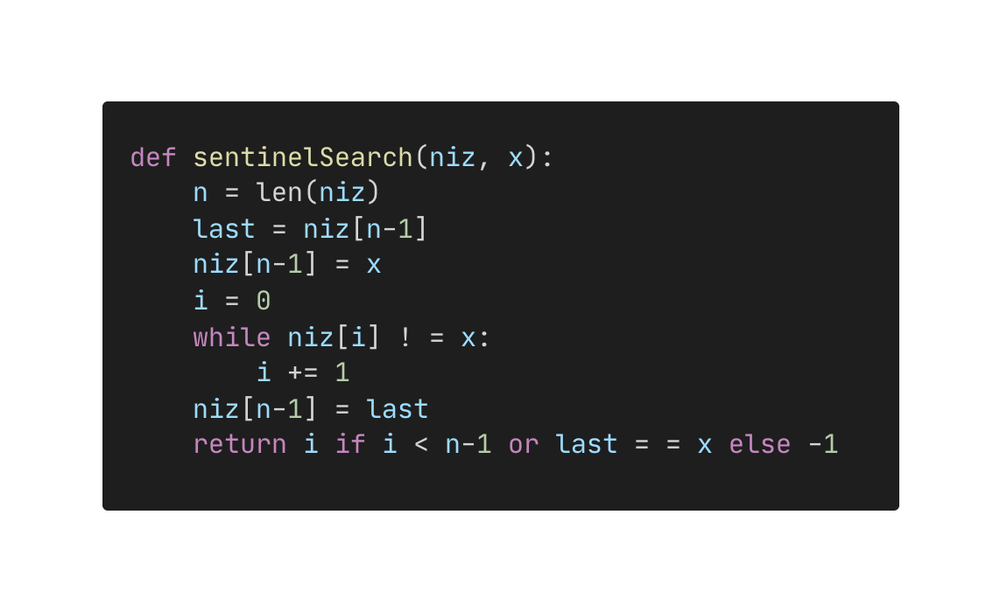 def sentinelSearch(niz, x):
    n = len(niz)
    last = niz[n-1]
    niz[n-1] = x
    i = 0
    while niz[i] ! = x:
        i += 1
    niz[n-1] = last
    return i if i < n-1 or last = = x else -1